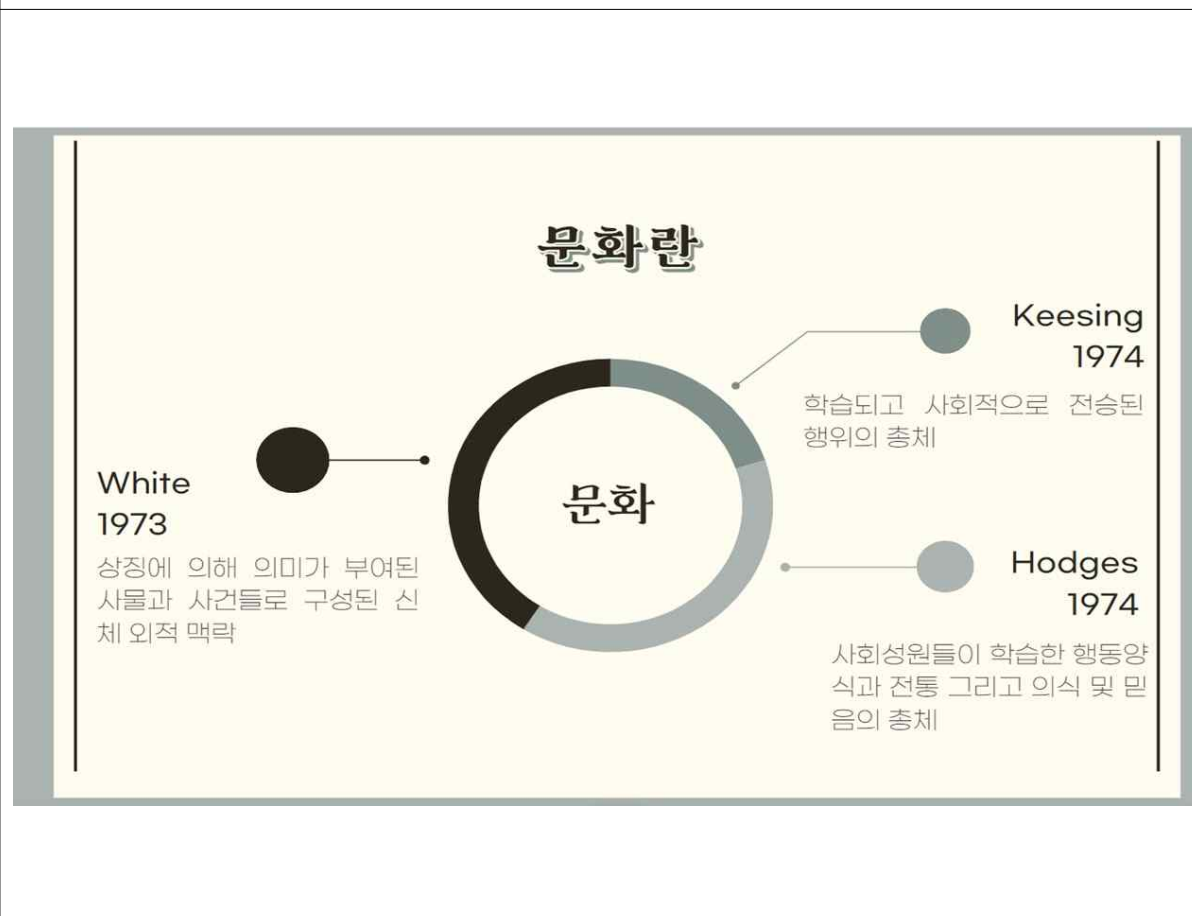 문화란
Keesing
1974
학습되고 사회적으로 전승된
행위의 총체
문화
White
1973
상징에 의해 의미가 부여된
사물과 사건들로 구성된 신
체 외적 맥락
Hodges
1974
사회성원들이 학습한 행동양
식과 전통 그리고 의식 및 믿
음의 총체